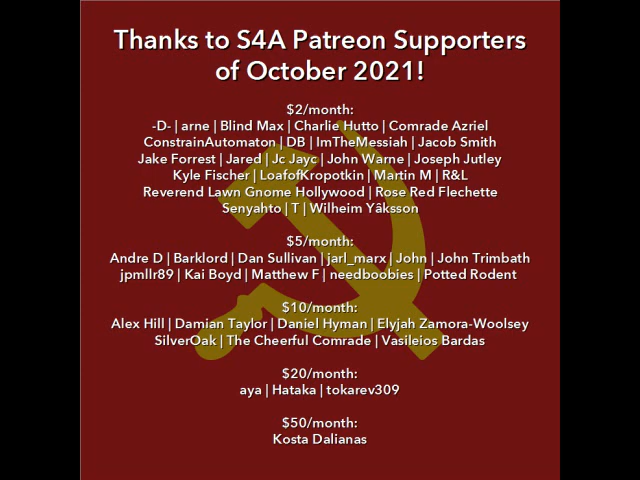 Thanks to S4A Patreon Supporters
of October 2021!
$2/month:
-D- | arne | Blind Max | Charlie Hutto | Comrade Azriel
ConstrainAutomaton | DB | ImTheMessiah | Jacob Smith
Jake Forrest | Jared | Jc Jayc | John Warne | Joseph Jutley
Kyle Fischer | LoafofKropotkin | Martin M | R&L
Reverend Lawn Gnome Hollywood | Rose Red Flechette
Senyahto | T | Wilheim Yāksson
$5/month:
Andre D | Barklord | Dan Sullivan | jarl_marx | John | John Trimbath
jpmllr89 | Kai Boyd | Matthew F | needboobies | Potted Rodent
$10/month:
Alex Hill | Damian Taylor | Daniel Hyman | Elyjah Zamora-Woolsey
SilverOak | The Cheerful Comrade | Vasileios Bardas
$20/month:
aya | Hataka | tokarev309
$50/month:
Kosta Dalianas